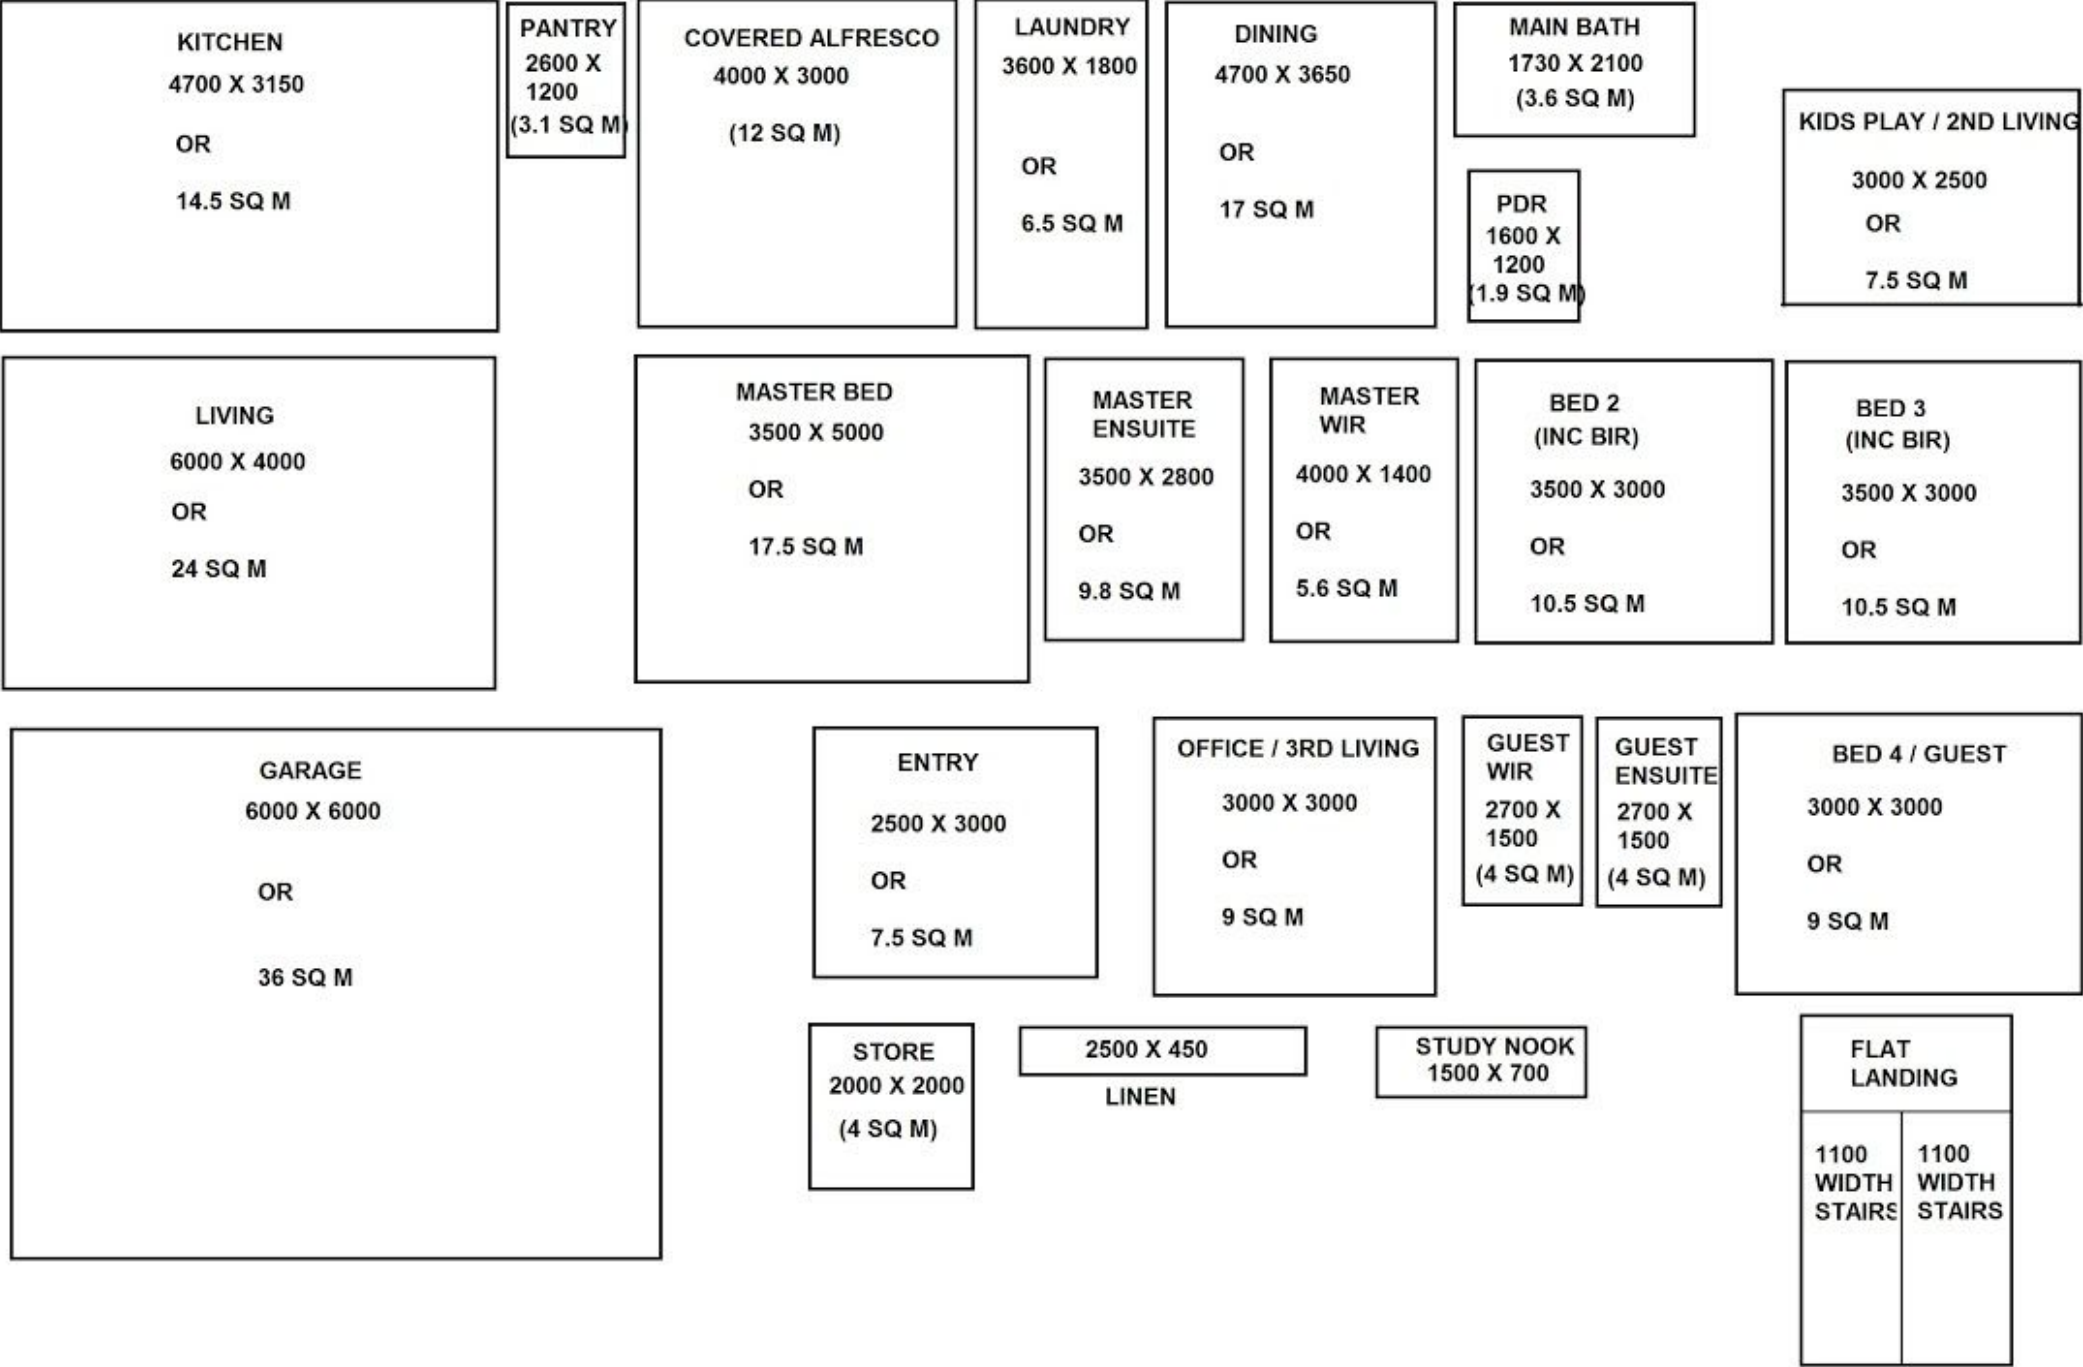 KITCHEN
4700 X 3150
OR
14.5 SQ M
PANTRY
2600 X
1200
(3.1 SQ M)
COVERED ALFRESCO
4000 X 3000
(12 SQ M)
LAUNDRY
3600 X 1800
OR
6.5 SQ M
DINING
4700 X 3650
OR
17 SQ M
MAIN BATH
1730 X 2100
(3.6 SQ M)
PDR
1600 X
1200
(1.9 SQ M)
KIDS PLAY / 2ND LIVING
3000 X 2500
OR
7.5 SQ M
LIVING
6000 X 4000
OR
24 SQ M
MASTER BED
3500 X 5000
OR
17.5 SQ M
MASTER
ENSUITE
3500 X 2800
OR
9.8 SQ M
MASTER
WIR
4000 X 1400
OR
5.6 SQ M
BED 2
(INC BIR)
3500 X 3000
OR
10.5 SQ M
BED 3
(INC BIR)
3500 X 3000
OR
10.5 SQ M
GARAGE
6000 X 6000
OR
36 SQ M
ENTRY
2500 X 3000
OR
7.5 SQ M
OFFICE / 3RD LIVING
3000 X 3000
OR
9 SQ M
GUEST
WIR
2700 X
1500
(4 SQ M)
GUEST
ENSUITE
2700 X
1500
(4 SQ M)
BED 4 / GUEST
3000 X 3000
OR
9 SQ M
STORE
2000 X 2000
(4 SQ M)
2500 X 450
LINEN
STUDY NOOK
1500 X 700
FLAT
LANDING
1100
WIDTH
STAIRS
1100
WIDTH
STAIRS